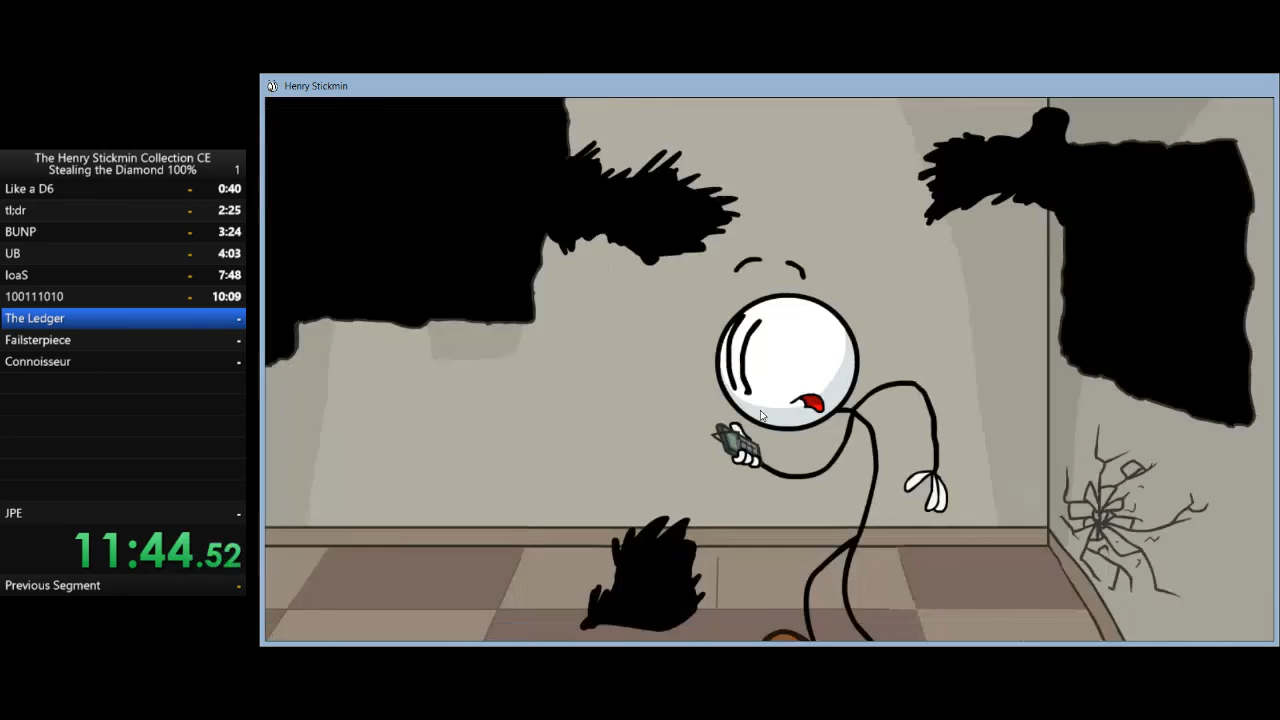 Henry Stickmin
The Henry Stickmin Collection CE
Stealing the Diamond 100% 1
Like a D6 - 0:40
tl;dr - 2:25
BUNP - 3:24
UB - 4:03
IoaS - 7:48
100111010 - 10:09
The Ledger -
Failsterpiece -
Connoisseur -
JPE -
11:44.52
Previous Segment -